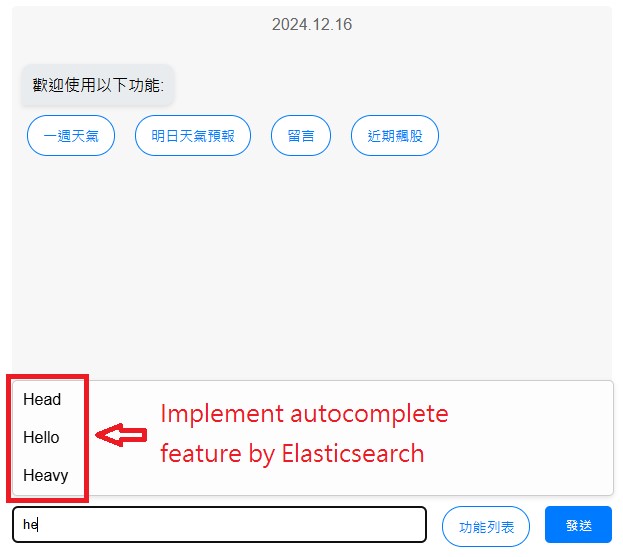 2024.12.16
歡迎使用以下功能:
一週天氣
明日天氣預報
留言
近期飆股
Head
Hello
Heavy
Implement autocomplete
feature by Elasticsearch
he
功能列表
發送